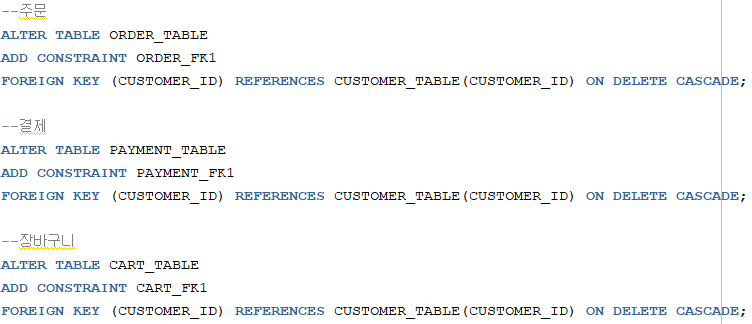 --주문
ALTER TABLE ORDER_TABLE
ADD CONSTRAINT ORDER_FK1
FOREIGN KEY (CUSTOMER_ID) REFERENCES CUSTOMER_TABLE(CUSTOMER_ID) ON DELETE CASCADE;
--결제
ALTER TABLE PAYMENT_TABLE
ADD CONSTRAINT PAYMENT_FK1
FOREIGN KEY (CUSTOMER_ID) REFERENCES CUSTOMER_TABLE(CUSTOMER_ID) ON DELETE CASCADE;
--장바구니
ALTER TABLE CART_TABLE
ADD CONSTRAINT CART_FK1
FOREIGN KEY (CUSTOMER_ID) REFERENCES CUSTOMER_TABLE(CUSTOMER_ID) ON DELETE CASCADE;